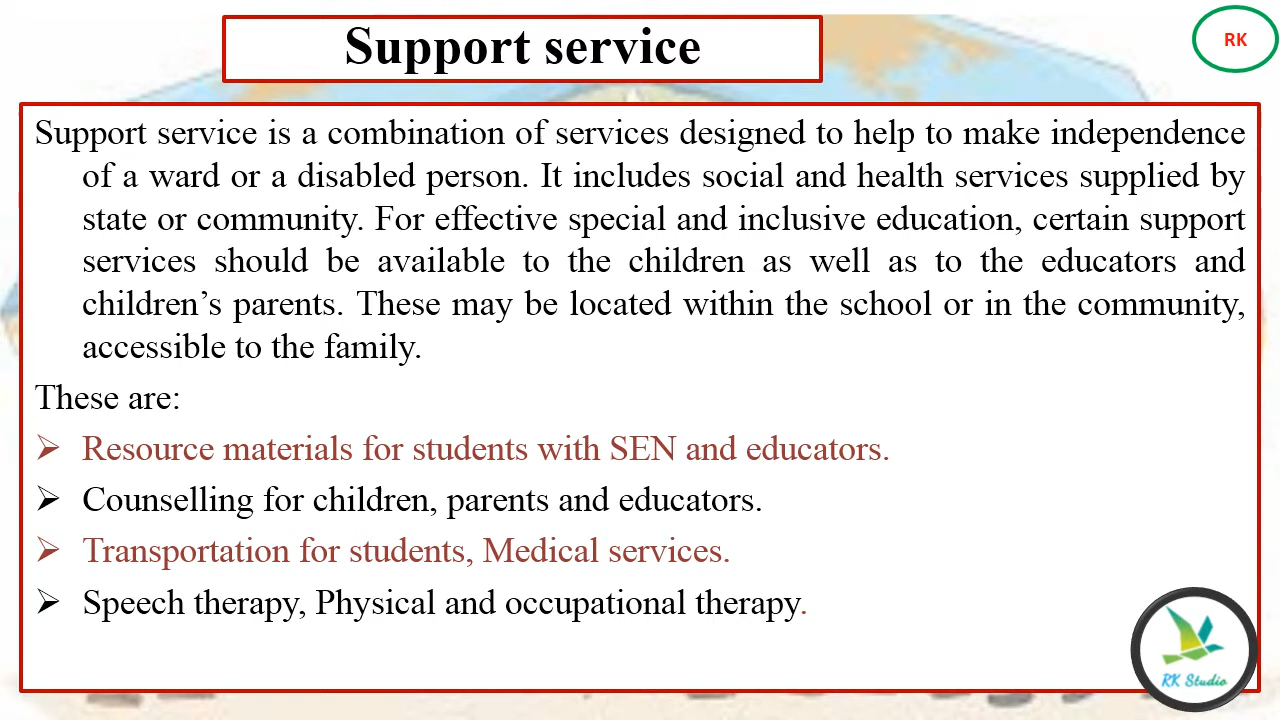 Support service
RK
Support service is a combination of services designed to help to make independence
of a ward or a disabled person. It includes social and health services supplied by
state or community. For effective special and inclusive education, certain support
services should be available to the children as well as to the educators and
children’s parents. These may be located within the school or in the community,
accessible to the family.
These are:
➢ Resource materials for students with SEN and educators.
➢ Counselling for children, parents and educators.
➢ Transportation for students, Medical services.
➢ Speech therapy, Physical and occupational therapy.
RK Studio